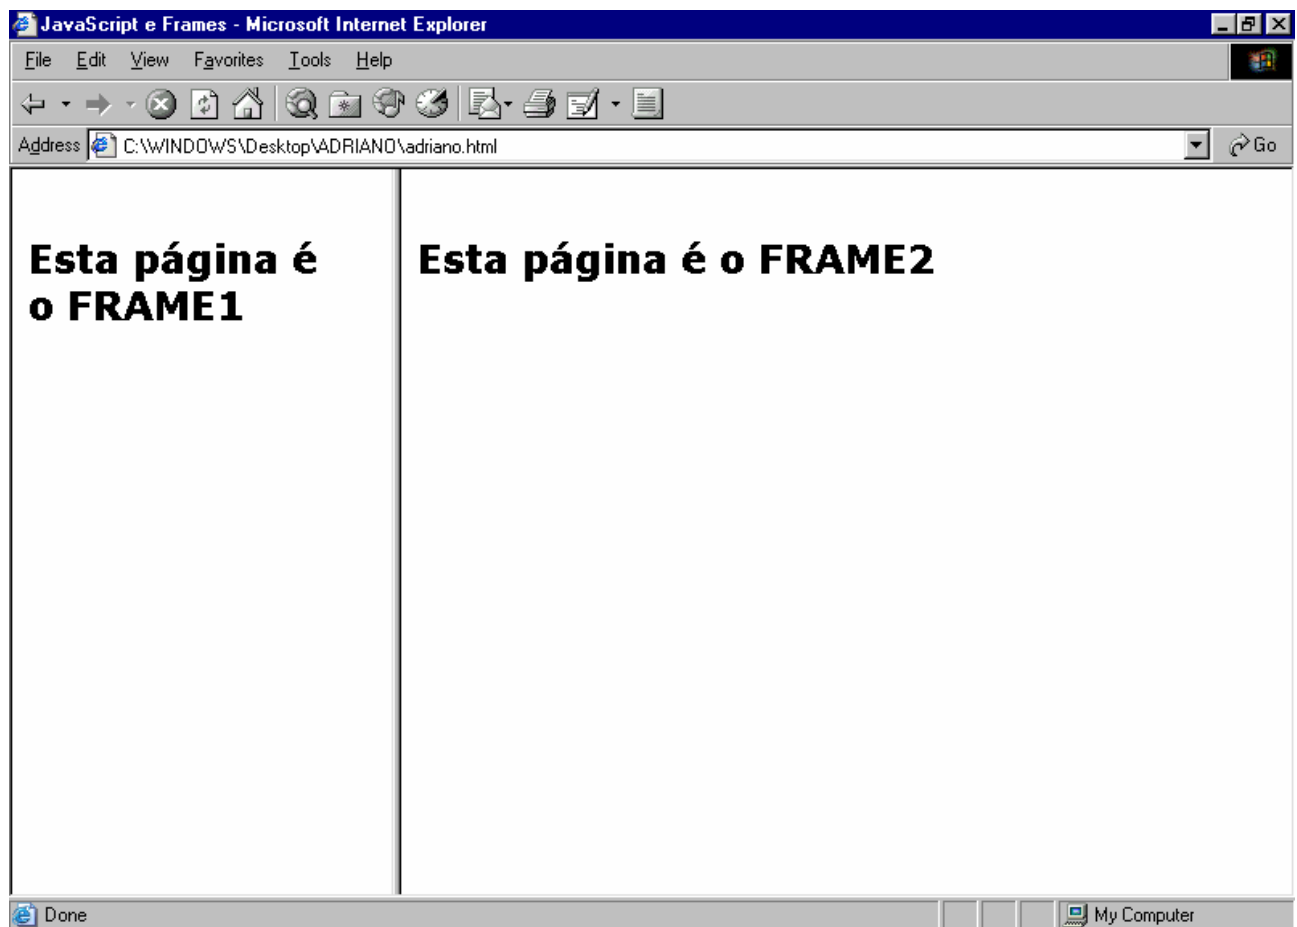 JavaScript e Frames - Microsoft Internet Explorer
File Edit View Favorites Tools Help
Address C:\WINDOWS\Desktop\ADRIANO\adriano.html Go
Esta página é
o FRAME1
Esta página é o FRAME2
Done My Computer